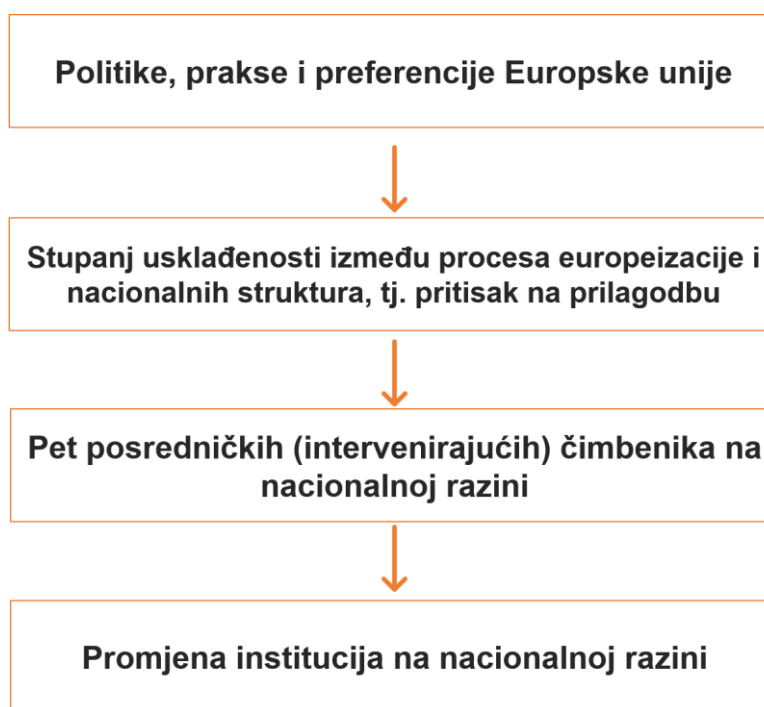 Politike, prakse i preferencije Europske unije
Stupanj usklađenosti između procesa europeizacije i
nacionalnih struktura, tj. pritisak na prilagodbu
Pet posredničkih (intervenirajućih) čimbenika na
nacionalnoj razini
Promjena institucija na nacionalnoj razini